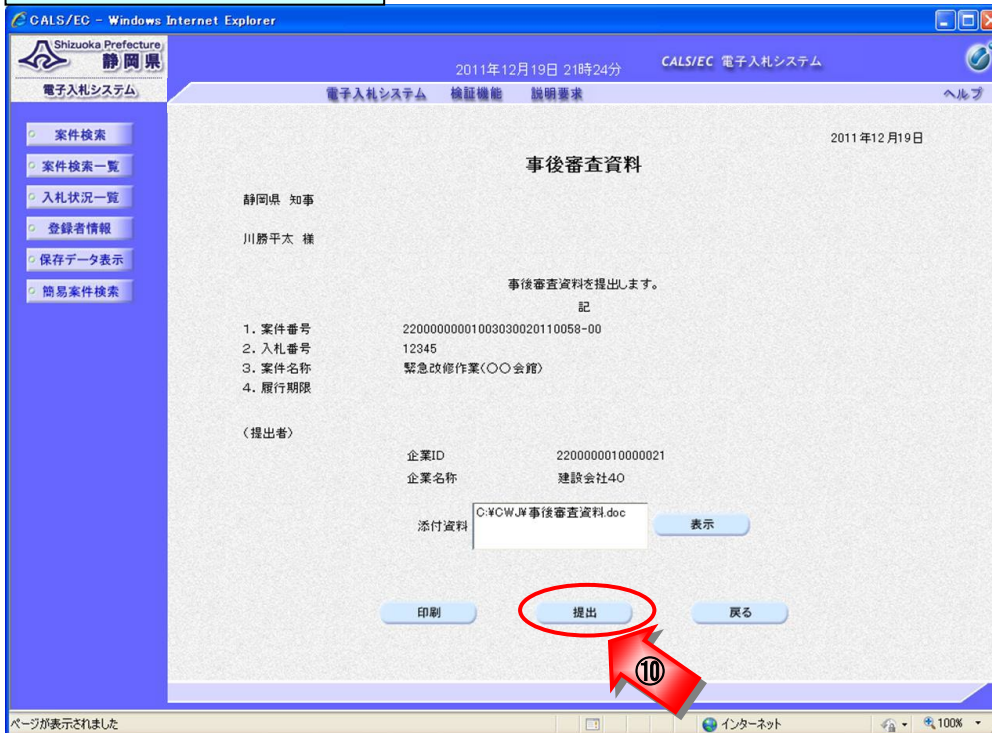 CALS/EC - Windows Internet Explorer
Shizuoka Prefecture
静岡県
電子入札システム
2011年12月19日 21時24分
CALS/EC 電子入札システム
電子入札システム 検証機能 説明要求 ヘルプ
案件検索
案件検索一覧
入札状況一覧
登録者情報
保存データ表示
簡易案件検索
2011年12月19日
事後審査資料
静岡県 知事
川勝平太 様
事後審査資料を提出します。
記
1. 案件番号 22000000001003030020110058-00
2. 入札番号 12345
3. 案件名称 緊急改修作業(〇〇会館)
4. 履行期限
〈提出者〉
企業ID 2200000010000021
企業名称 建設会社40
添付資料 C:¥CWJ¥事後審査資料.doc 表示
印刷 提出 戻る
⑩
ページが表示されました インターネット 100%